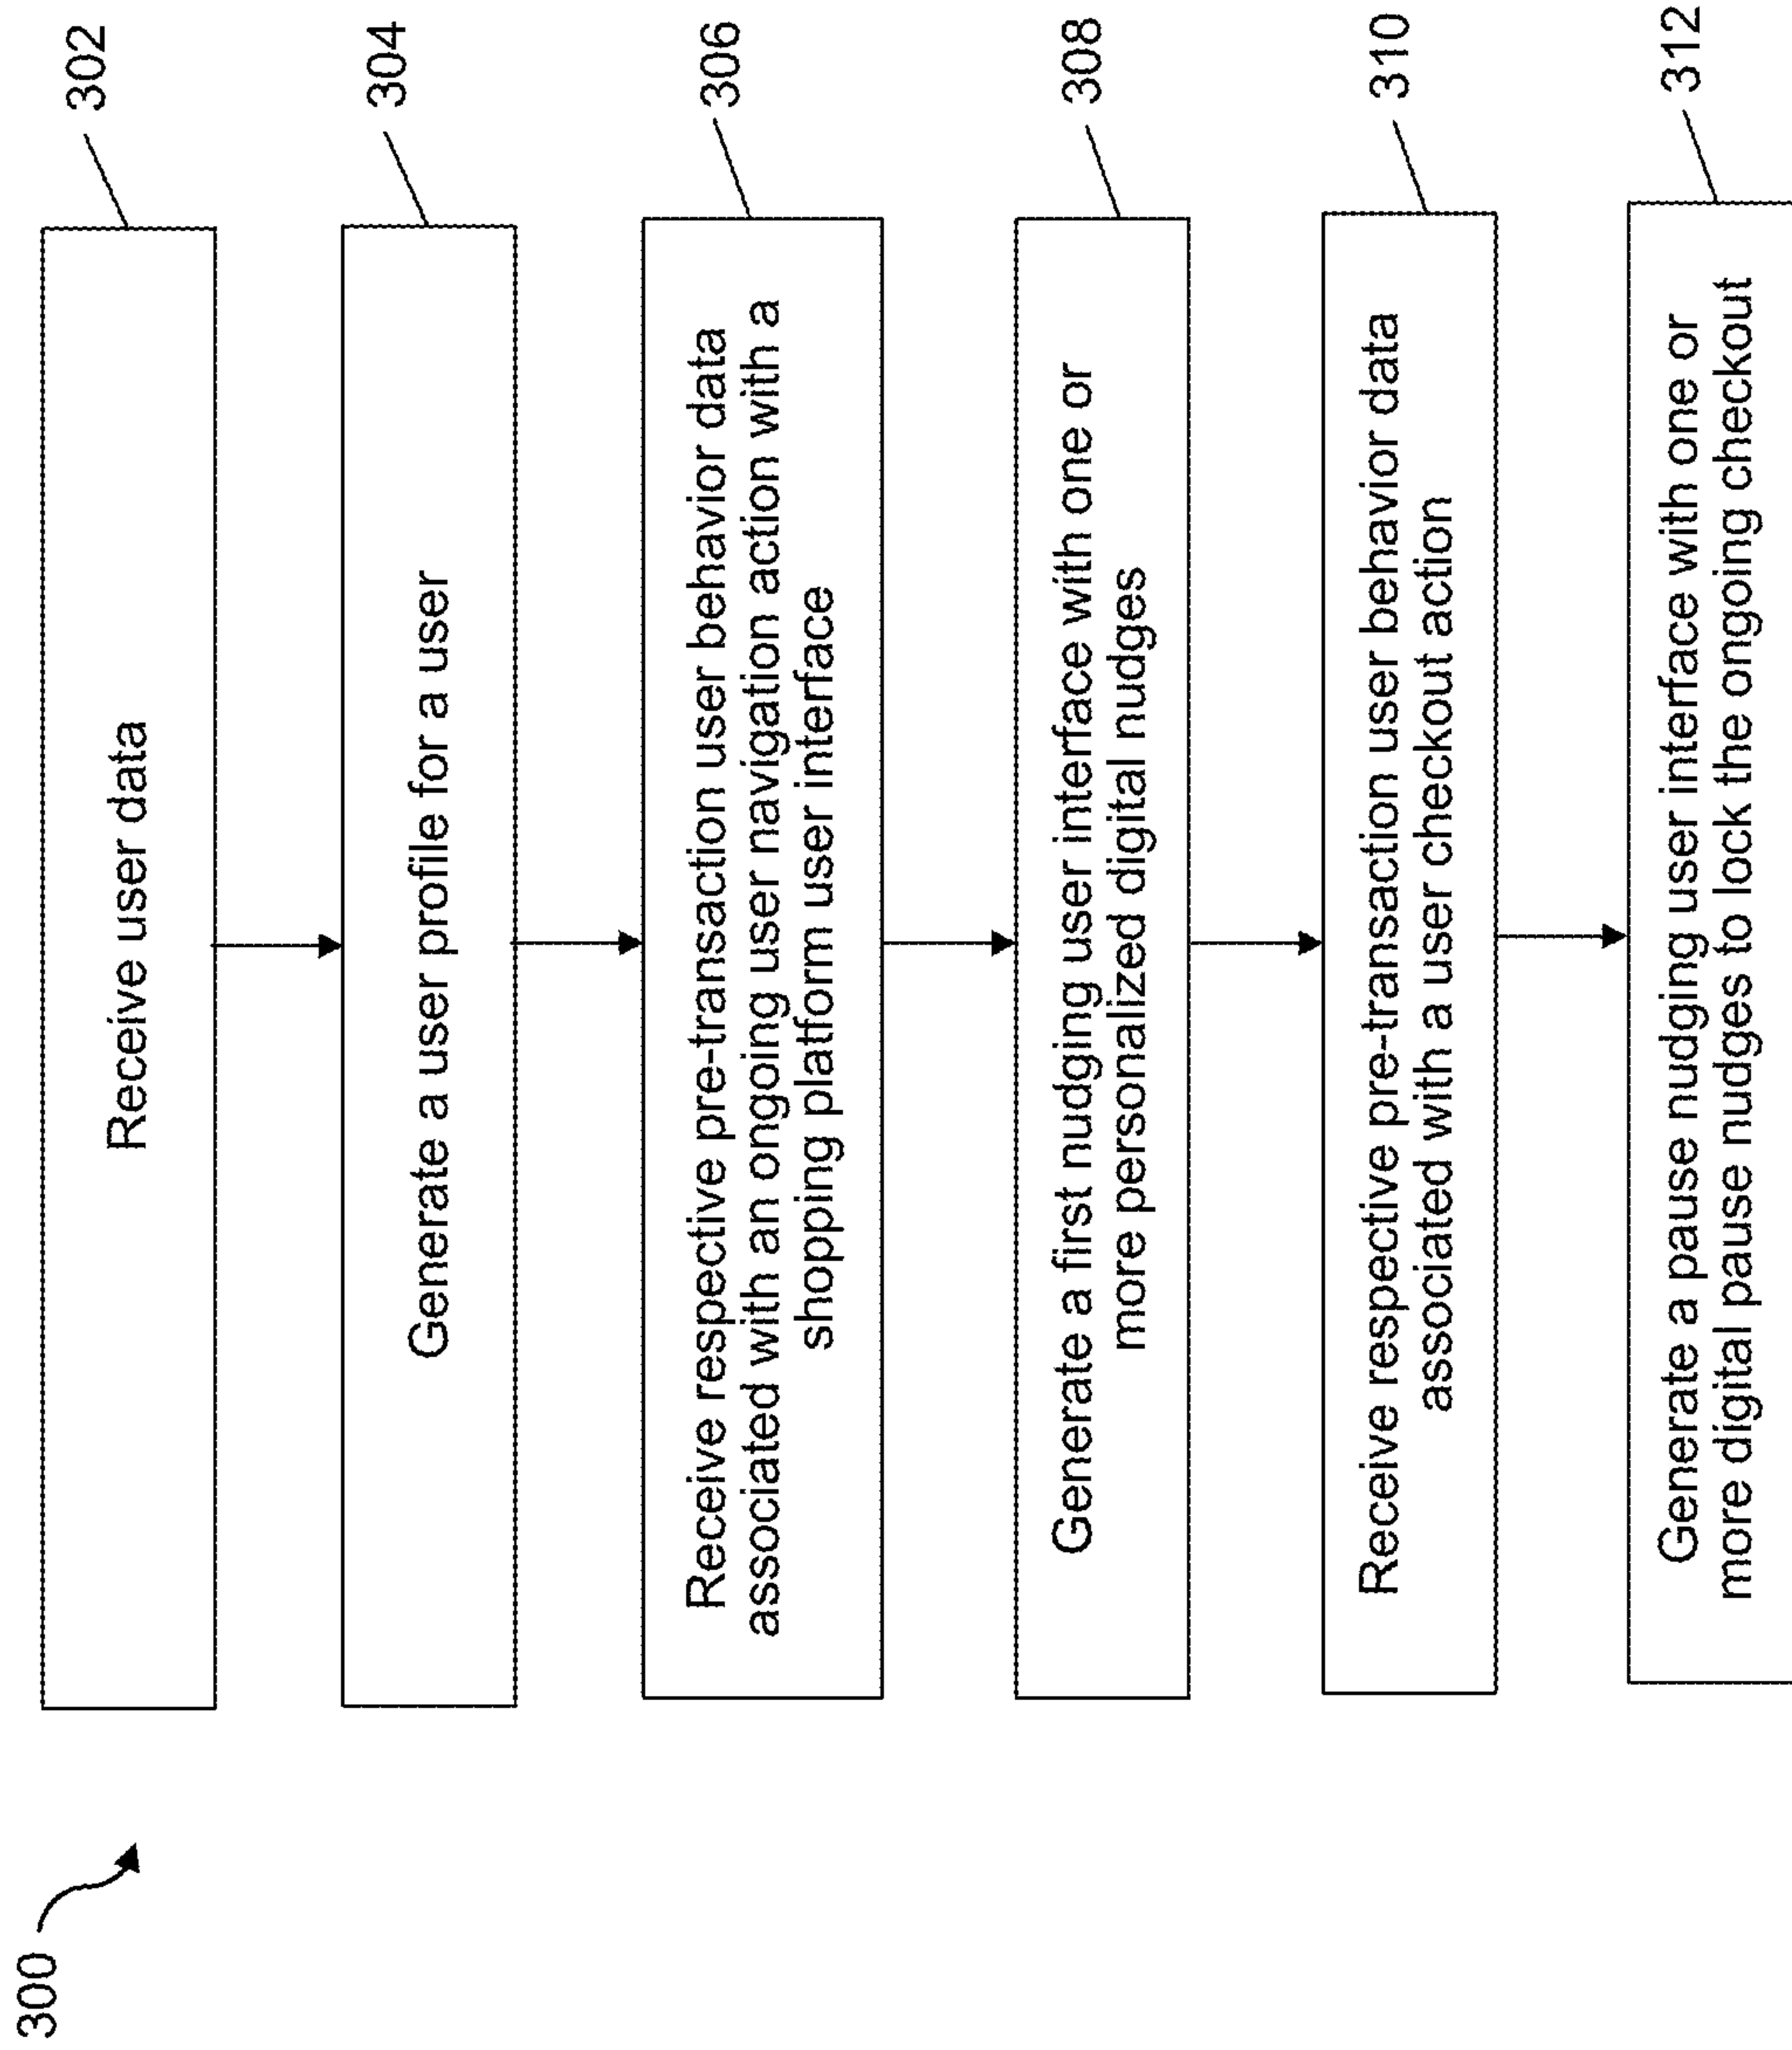 300
302
Receive user data
304
Generate a user profile for a user
306
Receive respective pre-transaction user behavior data
associated with an ongoing user navigation action with a
shopping platform user interface
308
Generate a first nudging user interface with one or
more personalized digital nudges
310
Receive respective pre-transaction user behavior data
associated with a user checkout action
312
Generate a pause nudging user interface with one or
more digital pause nudges to lock the ongoing checkout